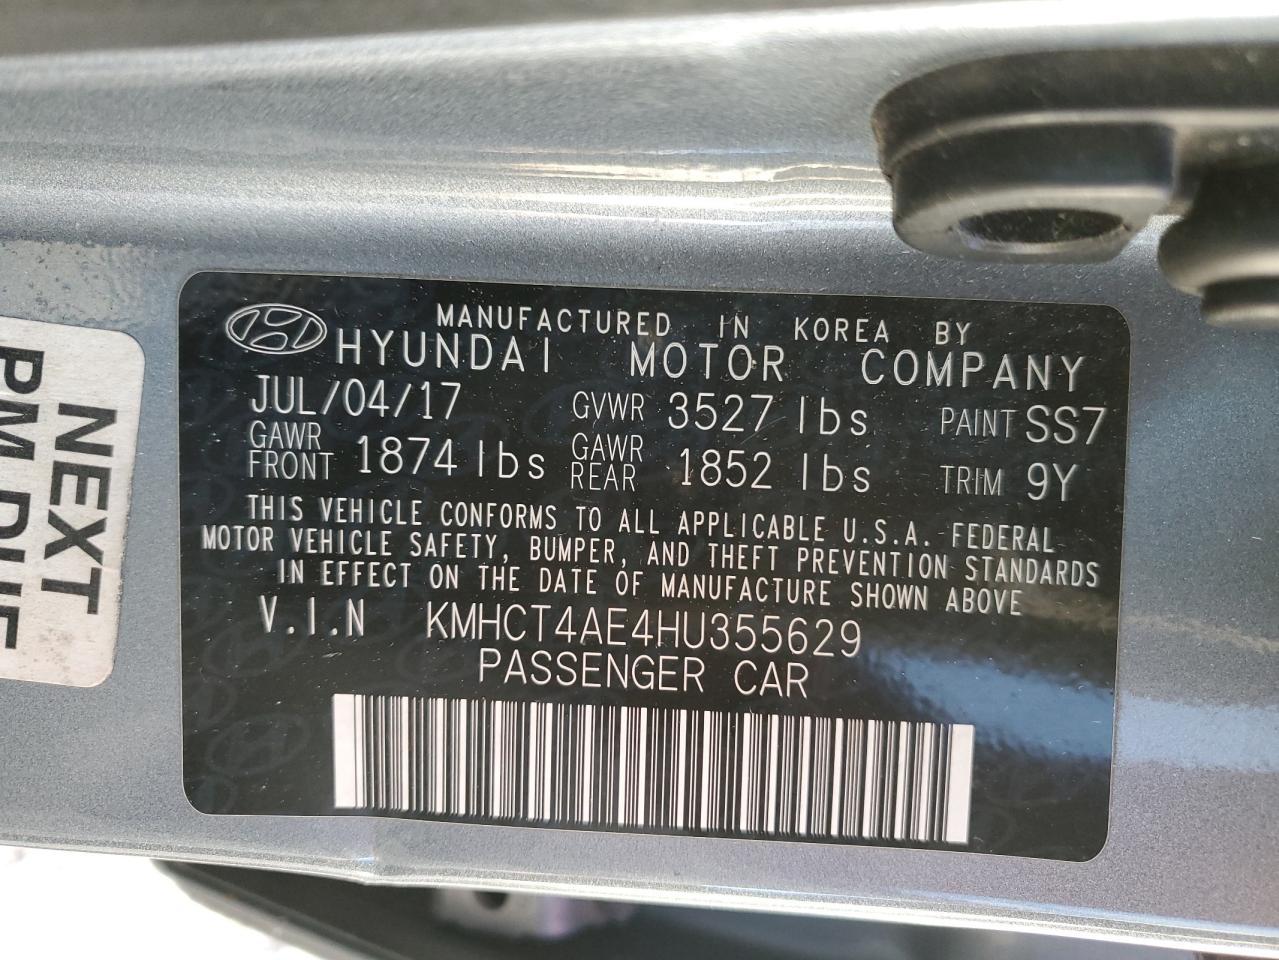 MANUFACTURED IN KOREA BY
HYUNDAI MOTOR COMPANY
JUL/04/17 GVWR 3527 lbs PAINT SS7
GAWR FRONT 1874 lbs GAWR REAR 1852 lbs TRIM 9Y
THIS VEHICLE CONFORMS TO ALL APPLICABLE U.S.A. FEDERAL
MOTOR VEHICLE SAFETY, BUMPER, AND THEFT PREVENTION STANDARDS
IN EFFECT ON THE DATE OF MANUFACTURE SHOWN ABOVE
V.I.N KMHCT4AE4HU355629
PASSENGER CAR
NEXT
PM DUE